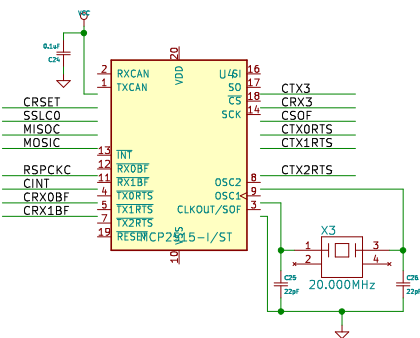 VCC
0.1uF
C24
20
VDD
U4
2 RXCAN SI 16
1 TXCAN SO 17
CS 18
SCK 14
CTX3
CRX3
CSOF
CTX0RTS
CTX1RTS
CTX2RTS
CRSET
SSLC0
MISOC
MOSIC
RSPCKC
CINT
CRX0BF
CRX1BF
13 INT
12 RX0BF
11 RX1BF OSC2 8
4 TX0RTS OSC1 9
5 TX1RTS CLKOUT/SOF 3
7 TX2RTS
19 RESET
MCP2515-I/ST
VSS
10
X3
1 3
2 4
20.000MHz
C25
22pF
C26
22pF